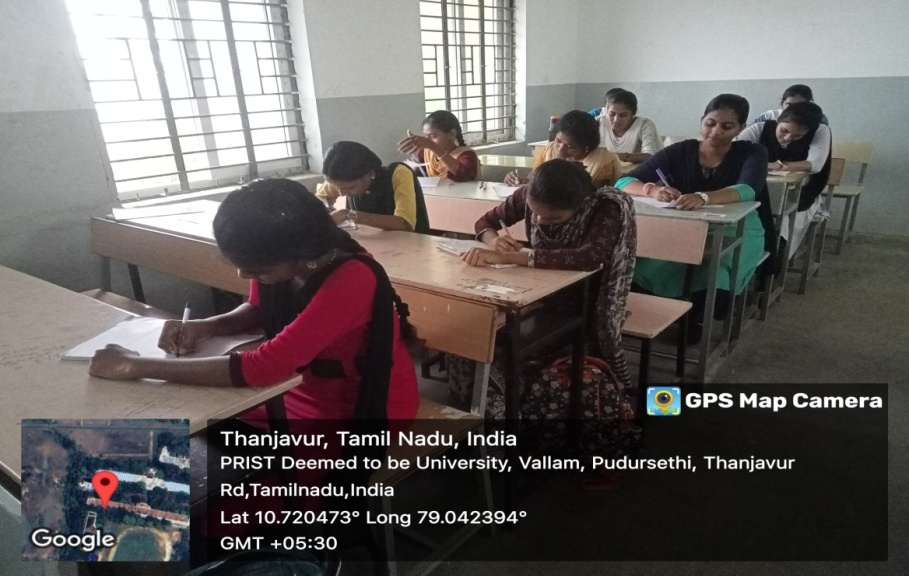 GPS Map Camera
Thanjavur, Tamil Nadu, India
PRIST Deemed to be University, Vallam, Pudursethi, Thanjavur
Rd,Tamilnadu,India
Lat 10.720473° Long 79.042394°
GMT +05:30
Google